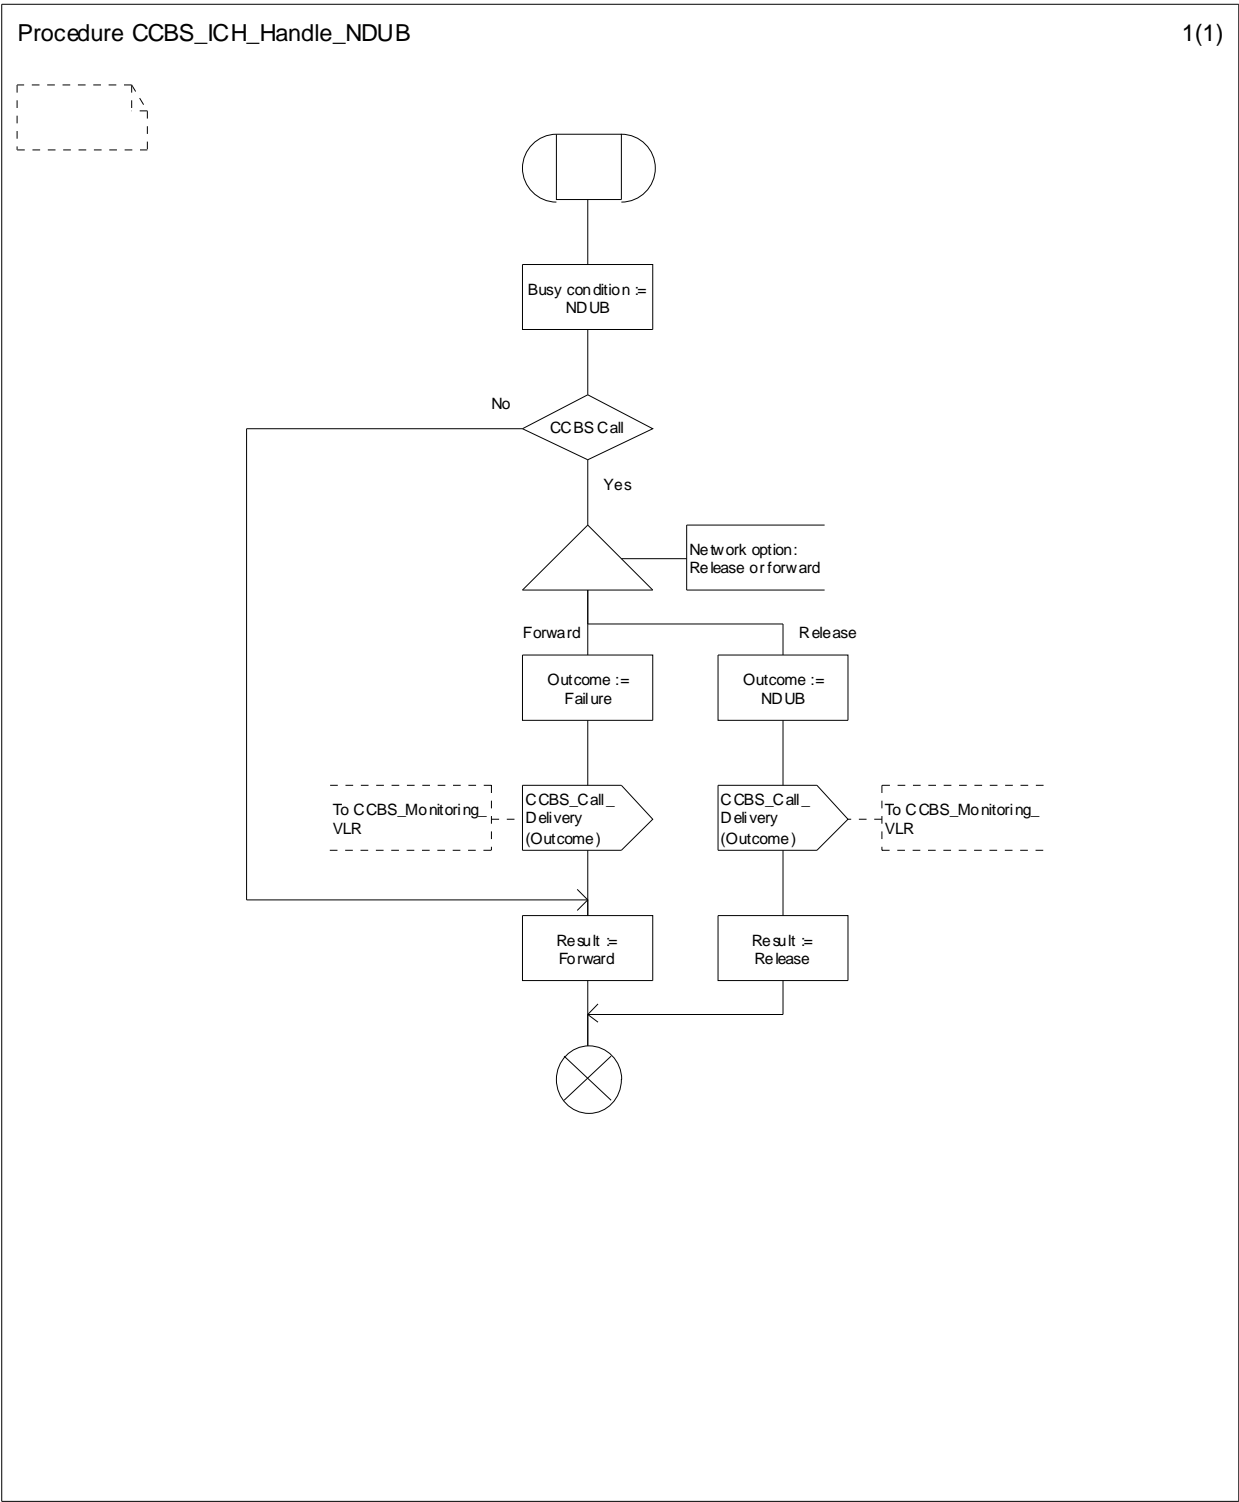 Procedure CCBS_ICH_Handle_NDUB
1(1)
Busy condition :=
NDUB
No
CCBS Call
Yes
Network option:
Release or forward
Forward
Release
Outcome :=
Failure
Outcome :=
NDUB
To CCBS_Monitoring_
VLR
CCBS_Call_
Delivery
(Outcome)
CCBS_Call_
Delivery
(Outcome)
To CCBS_Monitoring_
VLR
Result :=
Forward
Result :=
Release